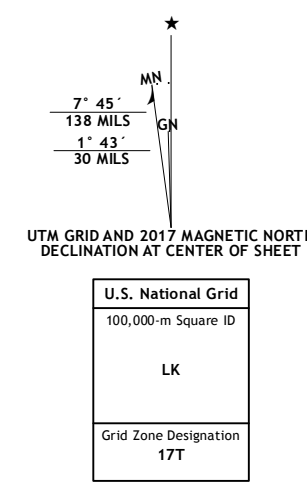 ★
MN
7° 45´
138 MILS
GN
1° 43´
30 MILS
UTM GRID AND 2017 MAGNETIC NORTH
DECLINATION AT CENTER OF SHEET
U.S. National Grid
100,000-m Square ID
LK
Grid Zone Designation
17T